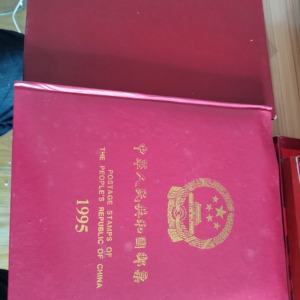 中华人民共和国邮票
POSTAGE STAMPS OF
THE PEOPLE'S REPUBLIC OF CHINA
1995